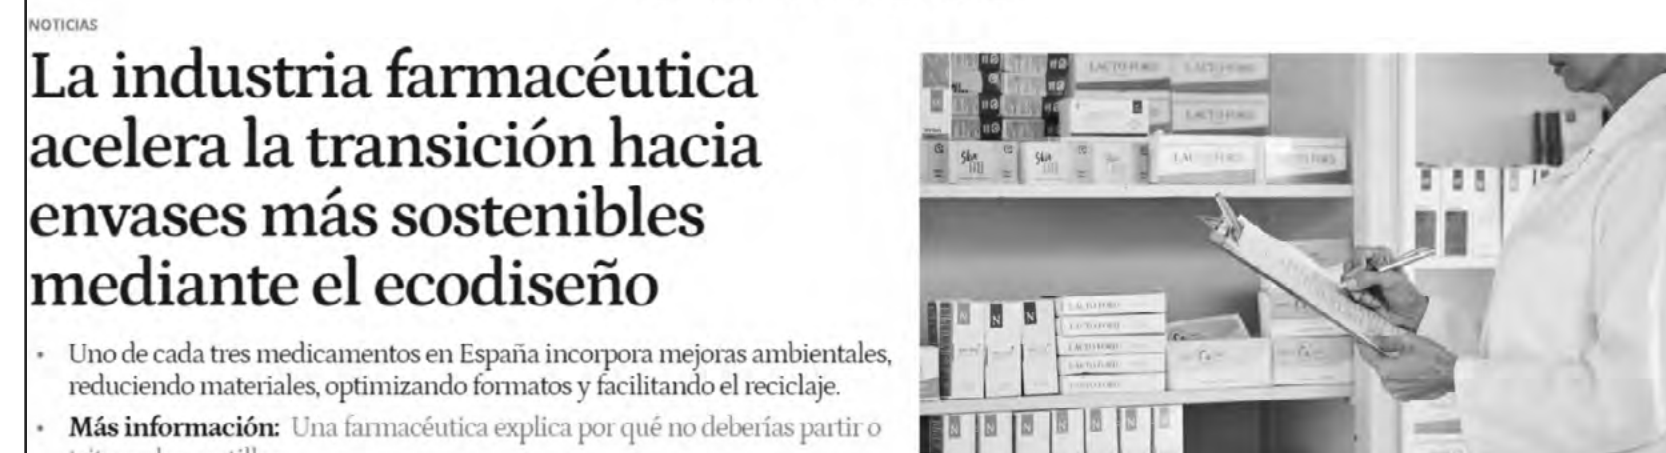 NOTICIAS
La industria farmacéutica
acelera la transición hacia
envases más sostenibles
mediante el ecodiseño
• Uno de cada tres medicamentos en España incorpora mejoras ambientales,
reduciendo materiales, optimizando formatos y facilitando el reciclaje.
• Más información: Una farmacéutica explica por qué no deberías partir o